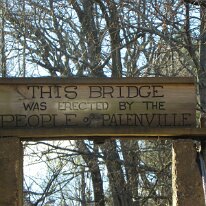 THIS BRIDGE
WAS ERECTED BY THE
PEOPLE OF PALENVILLE